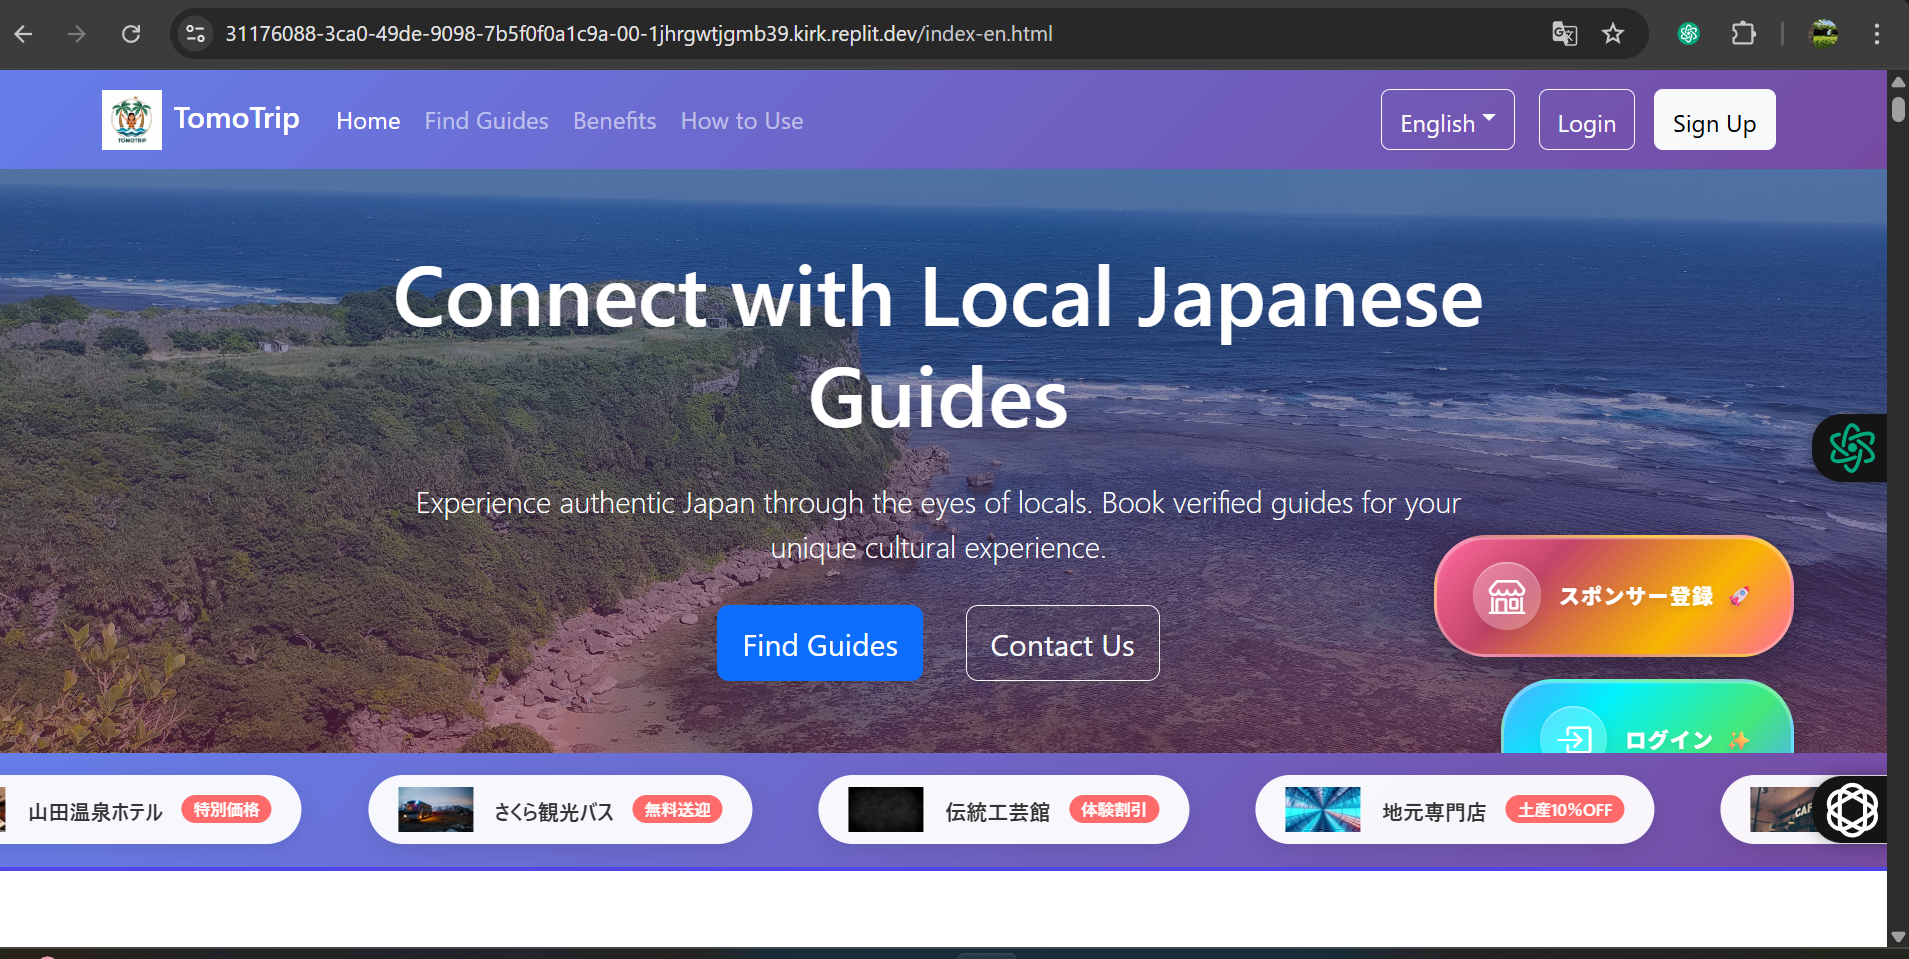 31176088-3ca0-49de-9098-7b5f0f0a1c9a-00-1jhrgwtjgmb39.kirk.replit.dev/index-en.html
TOMOTRIP
TomoTrip
Home
Find Guides
Benefits
How to Use
English
Login
Sign Up
Connect with Local Japanese
Guides
Experience authentic Japan through the eyes of locals. Book verified guides for your
unique cultural experience.
Find Guides
Contact Us
スポンサー登録 🚀
ログイン ✨
山田温泉ホテル
特別価格
さくら観光バス
無料送迎
伝統工芸館
体験割引
地元専門店
土産10%OFF